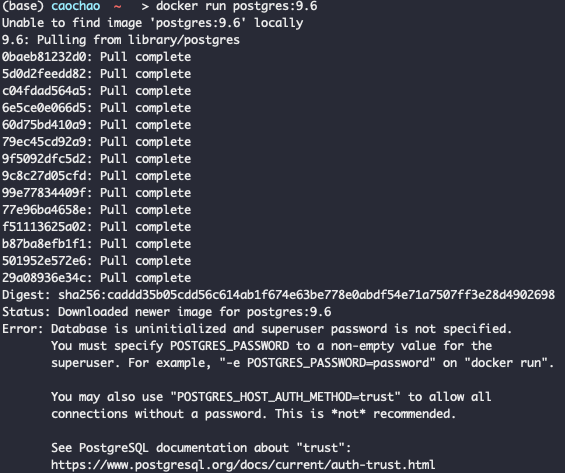 (base) caochao ~ > docker run postgres:9.6
Unable to find image 'postgres:9.6' locally
9.6: Pulling from library/postgres
0baeb81232d0: Pull complete
5d0d2feedd82: Pull complete
c04fdad564a5: Pull complete
6e5ce0e066d5: Pull complete
60d75bd410a9: Pull complete
79ec45cd92a9: Pull complete
9f5092dfc5d2: Pull complete
9c8c27d05cfd: Pull complete
99e77834409f: Pull complete
77e96ba4658e: Pull complete
f51113625a02: Pull complete
b87ba8efb1f1: Pull complete
501952e572e6: Pull complete
29a08936e34c: Pull complete
Digest: sha256:caddd35b05cdd56c614ab1f674e63be778e0abdf54e71a7507ff3e28d4902698
Status: Downloaded newer image for postgres:9.6
Error: Database is uninitialized and superuser password is not specified.
You must specify POSTGRES_PASSWORD to a non-empty value for the
superuser. For example, "-e POSTGRES_PASSWORD=password" on "docker run".
You may also use "POSTGRES_HOST_AUTH_METHOD=trust" to allow all
connections without a password. This is *not* recommended.
See PostgreSQL documentation about "trust":
https://www.postgresql.org/docs/current/auth-trust.html